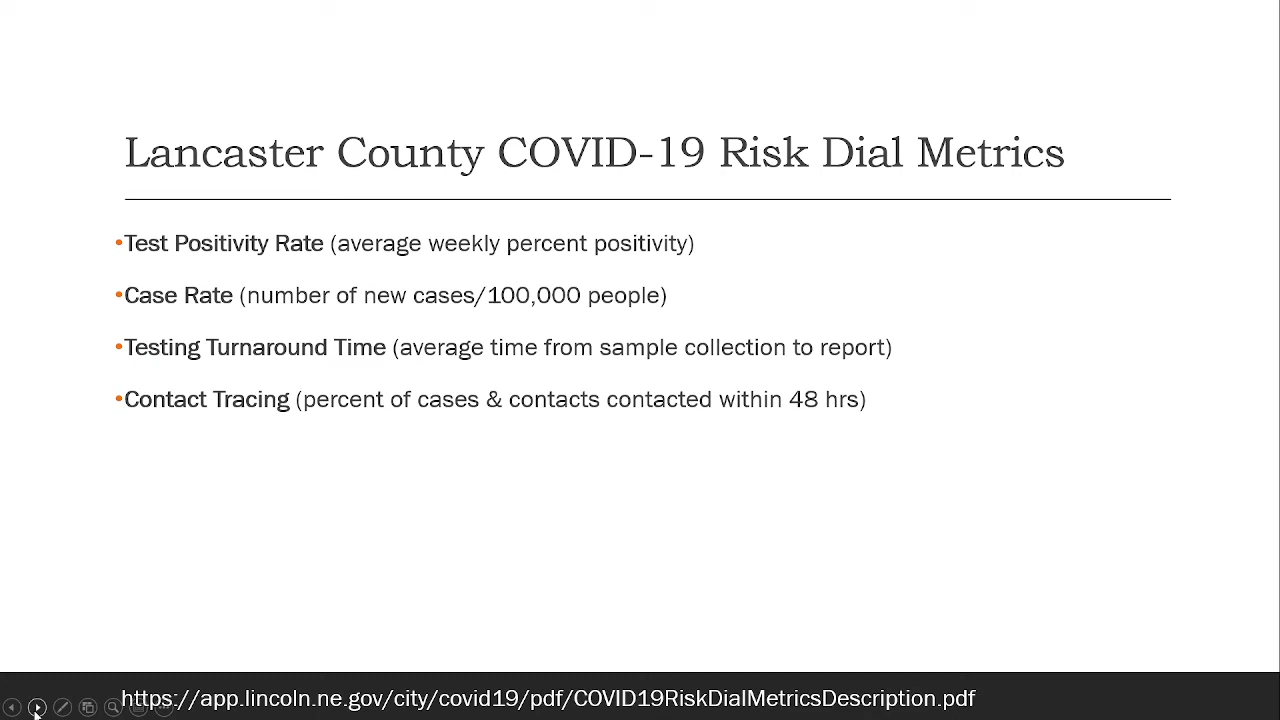 Lancaster County COVID-19 Risk Dial Metrics
•Test Positivity Rate (average weekly percent positivity)
•Case Rate (number of new cases/100,000 people)
•Testing Turnaround Time (average time from sample collection to report)
•Contact Tracing (percent of cases & contacts contacted within 48 hrs)
https://app.lincoln.ne.gov/city/covid19/pdf/COVID19RiskDialMetricsDescription.pdf